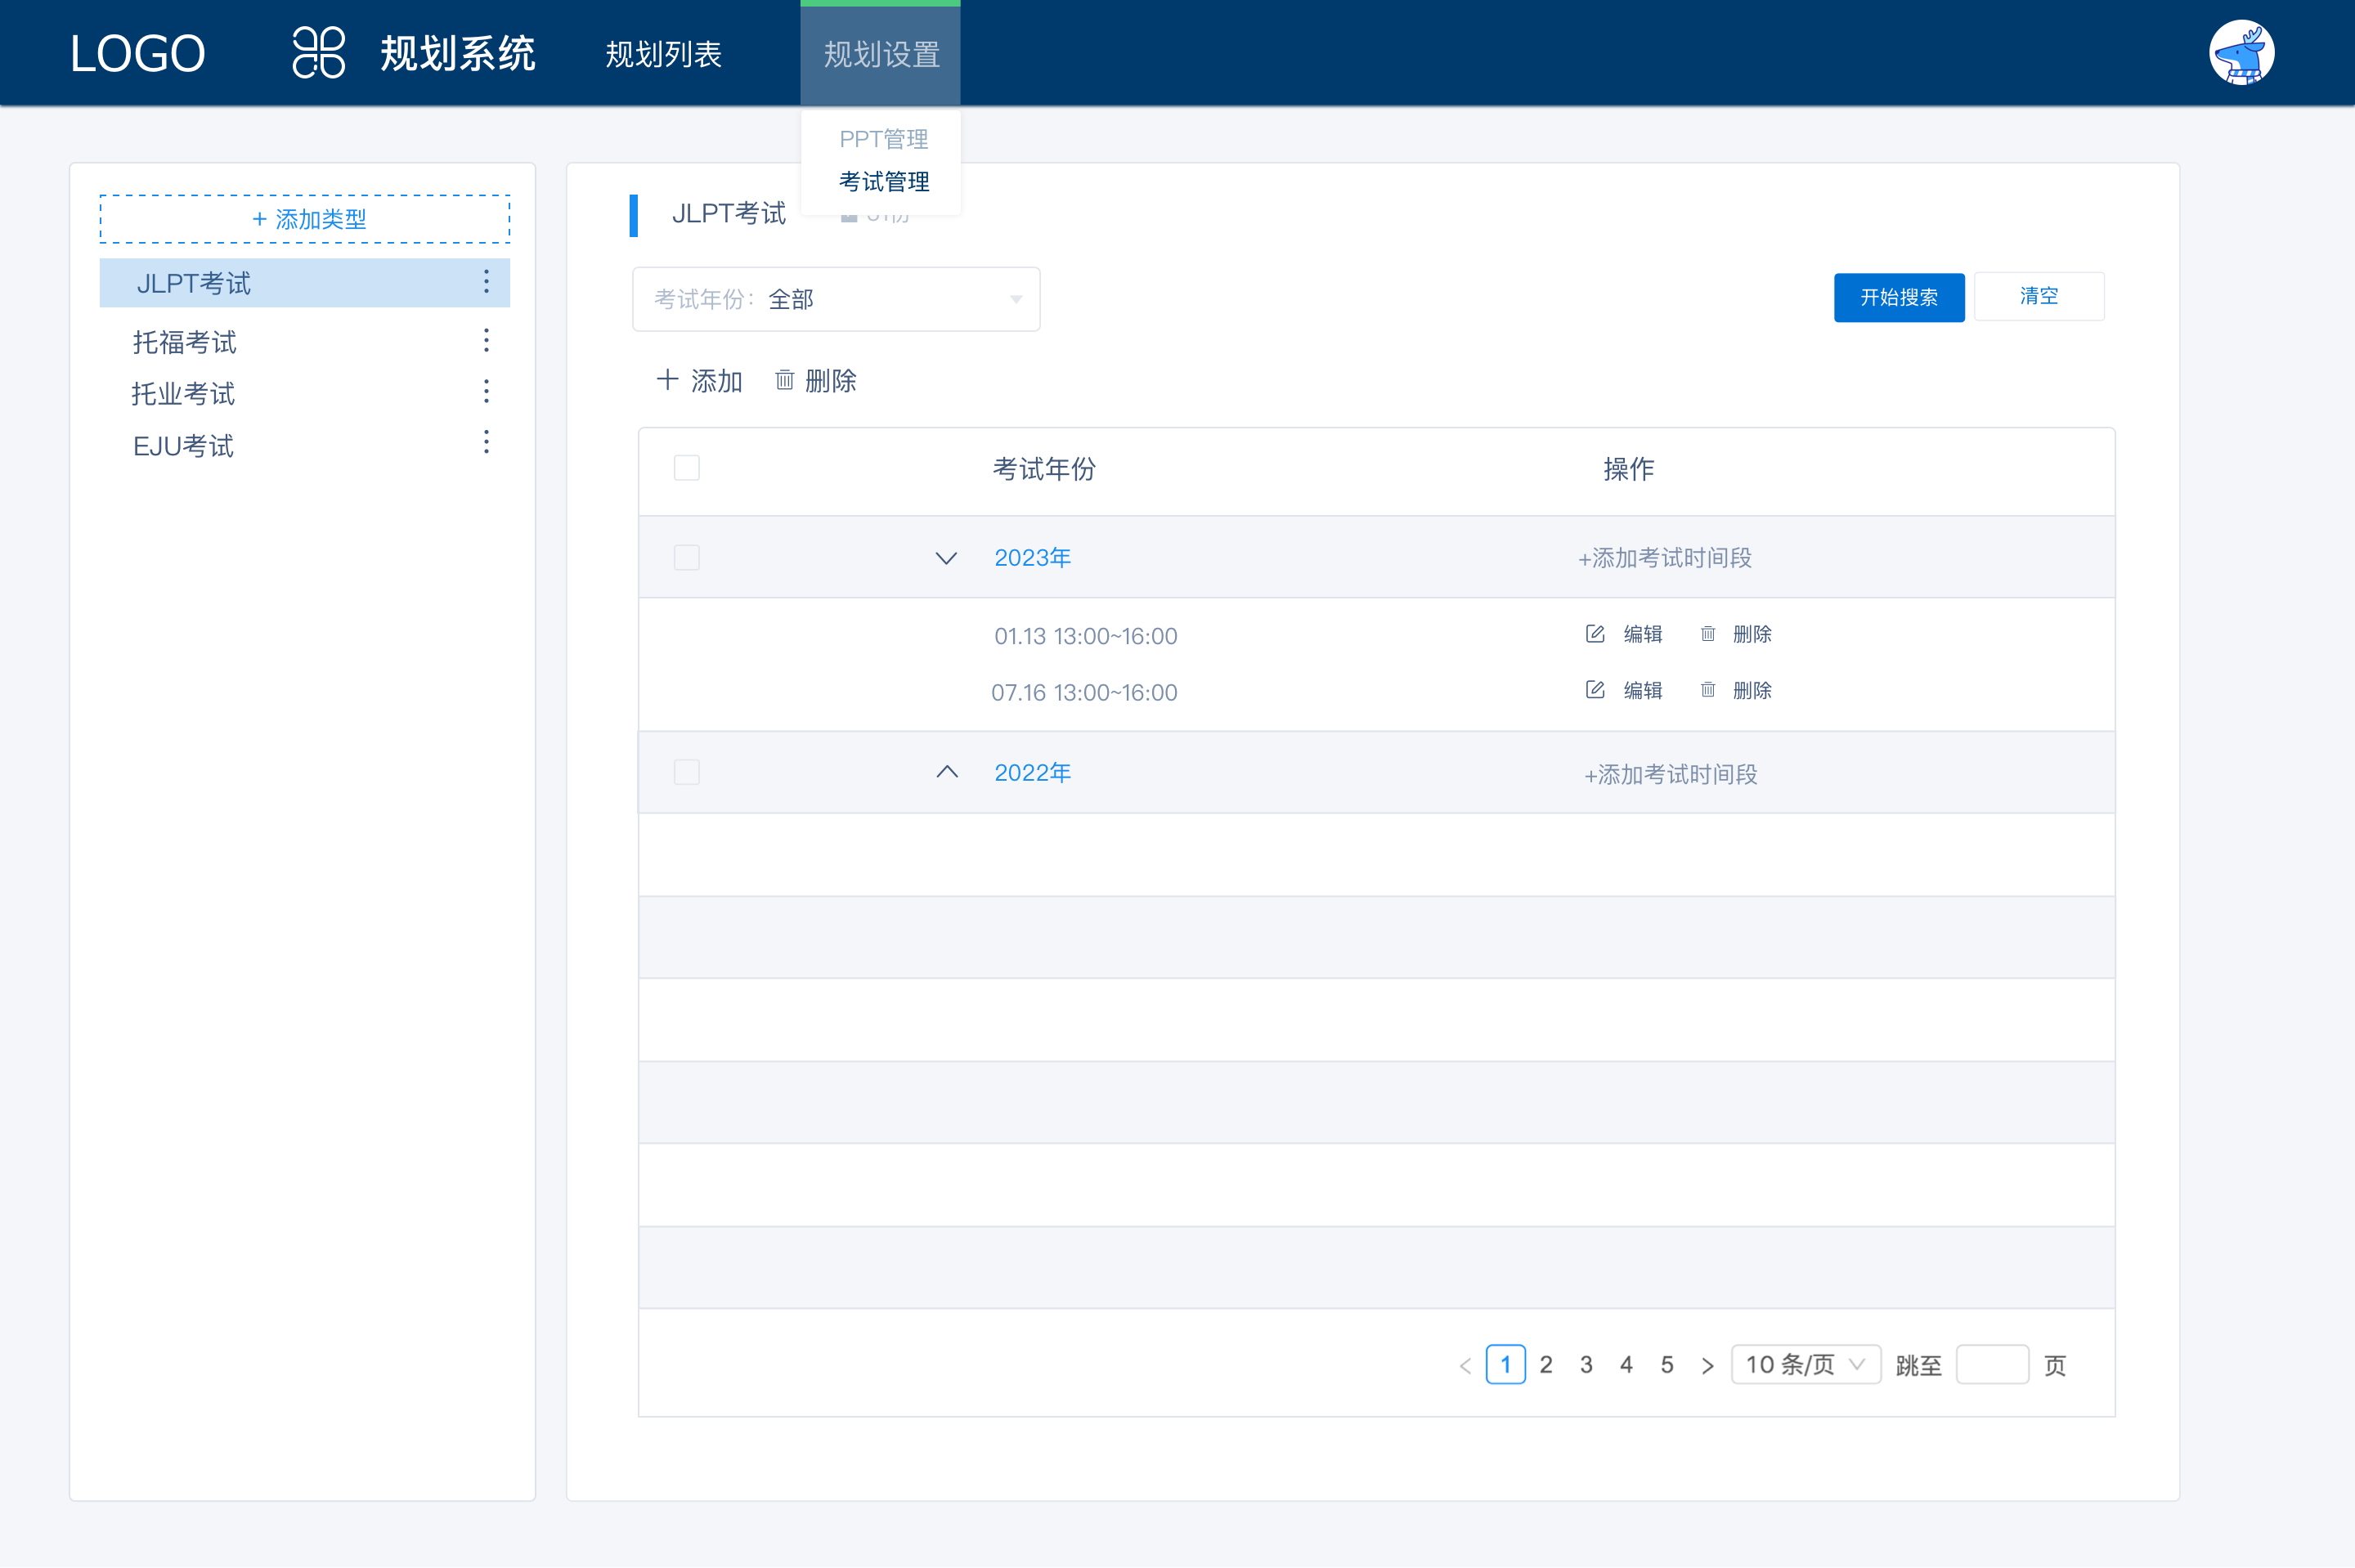 LOGO 规划系统 规划列表 规划设置
PPT管理
考试管理
+ 添加类型
JLPT考试
托福考试
托业考试
EJU考试
JLPT考试
考试年份: 全部
开始搜索 清空
添加 删除
考试年份 操作
2023年 +添加考试时间段
01.13 13:00~16:00 编辑 删除
07.16 13:00~16:00 编辑 删除
2022年 +添加考试时间段
< 1 2 3 4 5 > 10 条/页 跳至 页